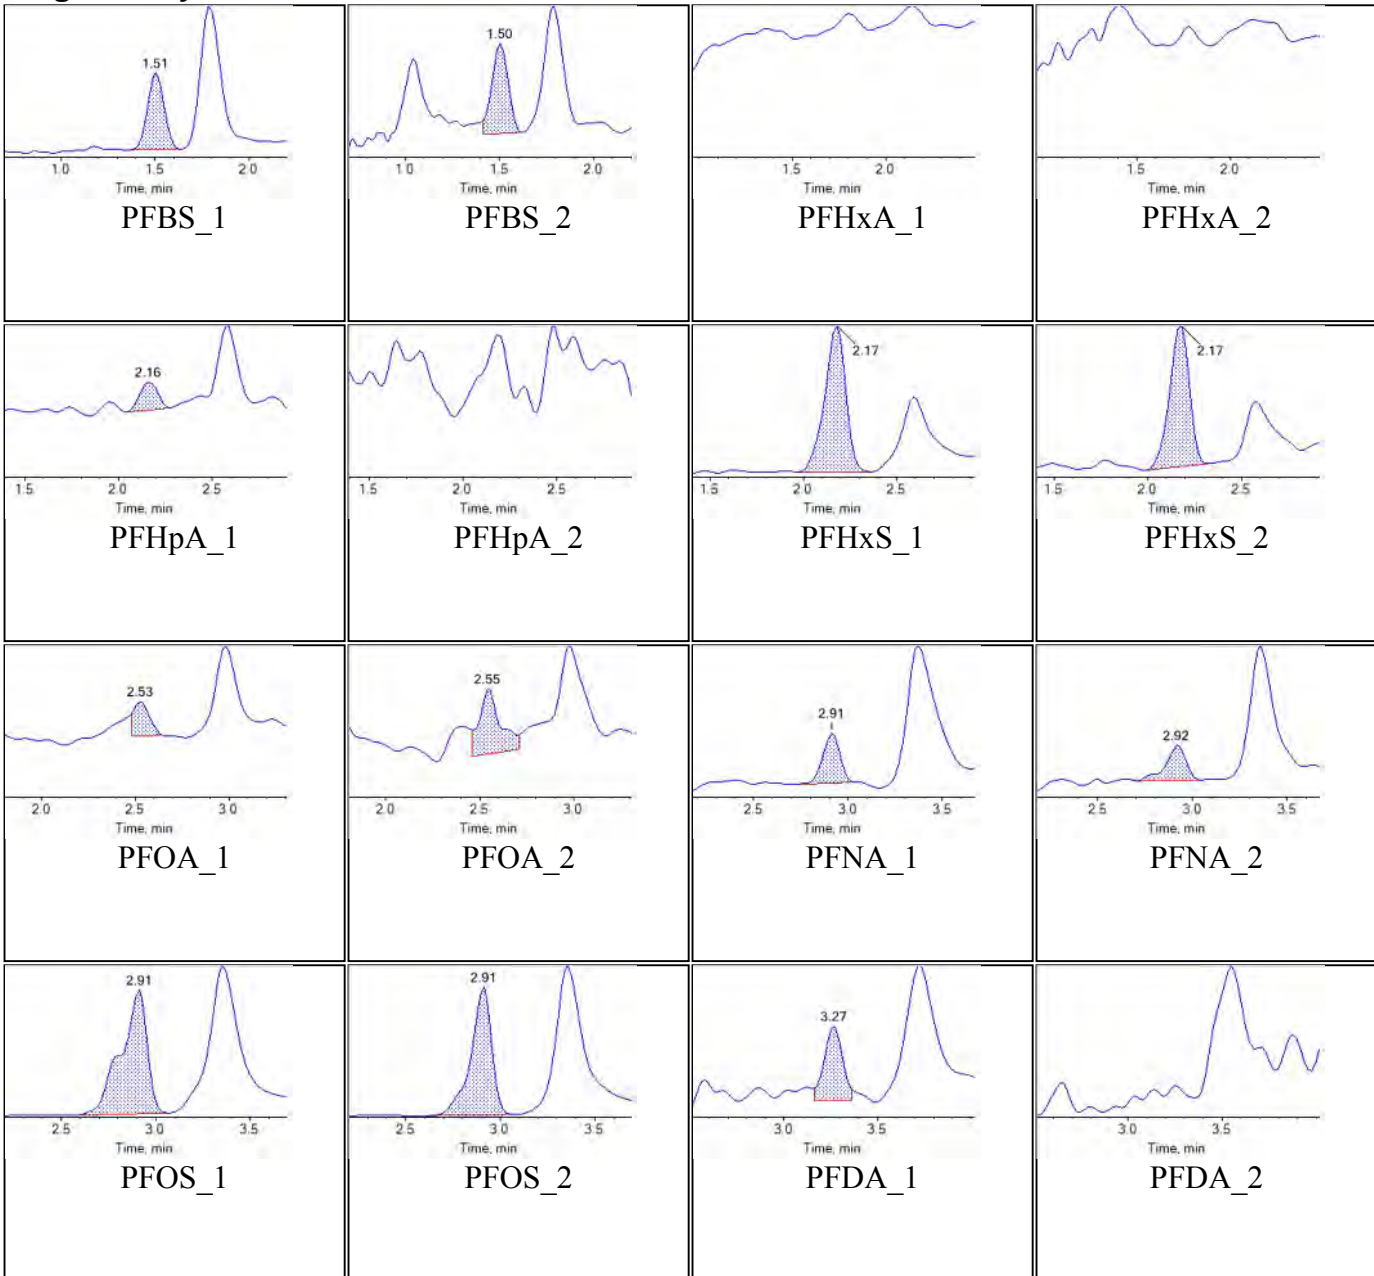 1.51
1.0 1.5 2.0
Time, min
PFBS_1
1.50
1.0 1.5 2.0
Time, min
PFBS_2
1.5 2.0
Time, min
PFHxA_1
1.5 2.0
Time, min
PFHxA_2
2.16
1.5 2.0 2.5
Time, min
PFHpA_1
1.5 2.0 2.5
Time, min
PFHpA_2
2.17
1.5 2.0 2.5
Time, min
PFHxS_1
2.17
1.5 2.0 2.5
Time, min
PFHxS_2
2.53
2.0 2.5 3.0
Time, min
PFOA_1
2.55
2.0 2.5 3.0
Time, min
PFOA_2
2.91
2.5 3.0 3.5
Time, min
PFNA_1
2.92
2.5 3.0 3.5
Time, min
PFNA_2
2.91
2.5 3.0 3.5
Time, min
PFOS_1
2.91
2.5 3.0 3.5
Time, min
PFOS_2
3.27
3.0 3.5
Time, min
PFDA_1
3.0 3.5
Time, min
PFDA_2